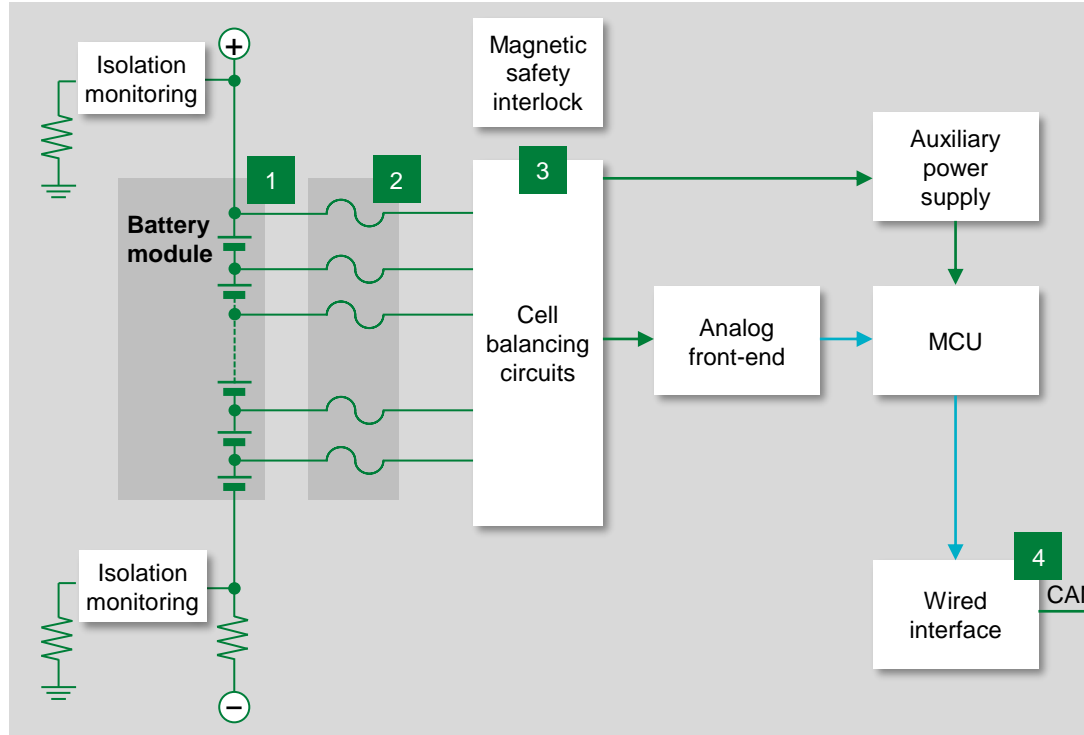 +
Isolation
monitoring
Magnetic
safety
interlock
Auxiliary
power
supply
1
2
3
Battery
module
Cell
balancing
circuits
Analog
front-end
MCU
Isolation
monitoring
4
Wired
interface
CAN
−